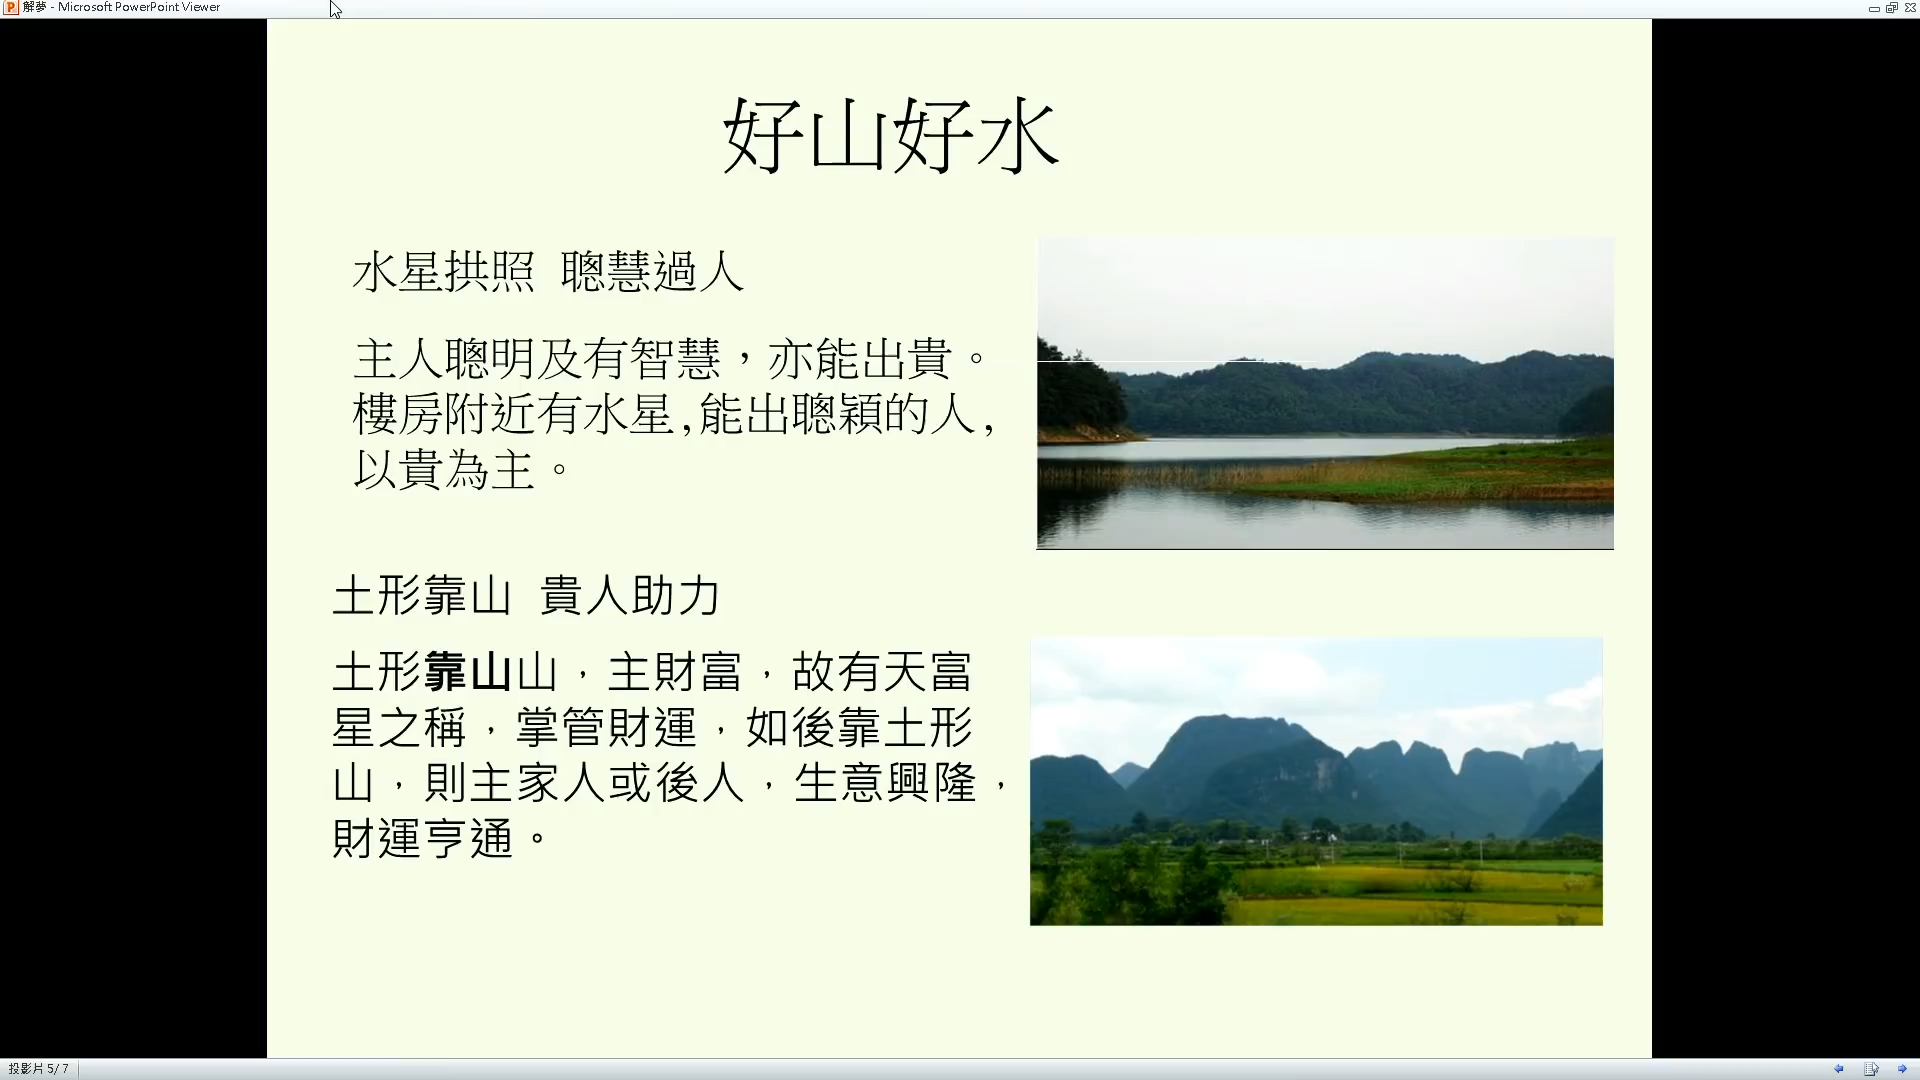 解夢 - Microsoft PowerPoint Viewer
好山好水
水星拱照 聰慧過人
主人聰明及有智慧，亦能出貴。
樓房附近有水星,能出聰穎的人,
以貴為主。
土形靠山 貴人助力
土形靠山山，主財富，故有天富
星之稱，掌管財運，如後靠土形
山，則主家人或後人，生意興隆，
財運亨通。
投影片 5/7